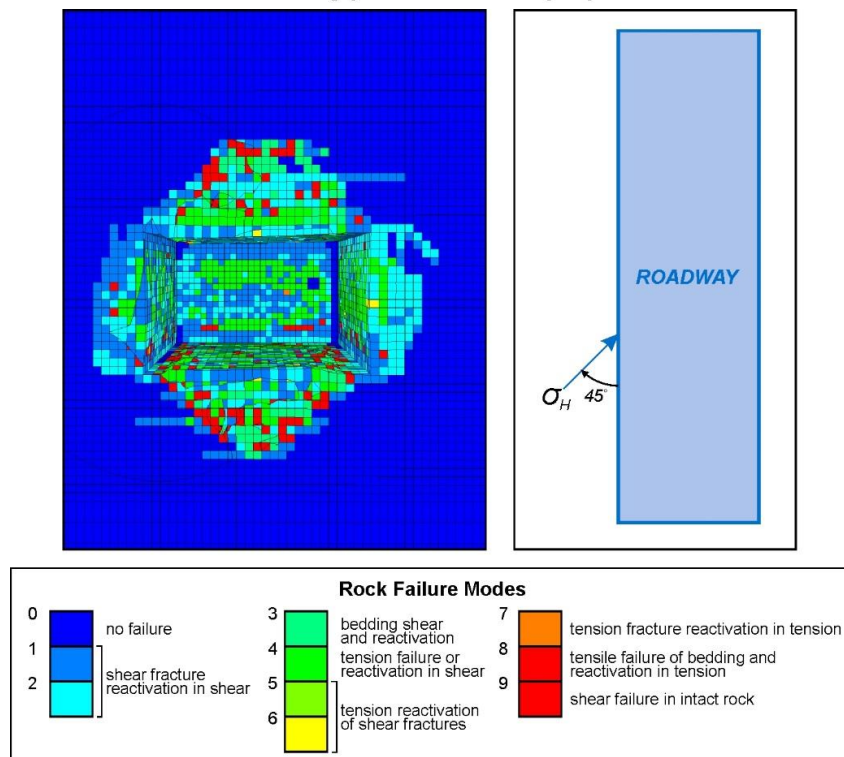 ROADWAY
σH
45°
Rock Failure Modes
0
no failure
1
shear fracture
reactivation in shear
2
3
bedding shear
and reactivation
4
tension failure or
reactivation in shear
5
tension reactivation
of shear fractures
6
7
tension fracture reactivation in tension
8
tensile failure of bedding and
reactivation in tension
9
shear failure in intact rock